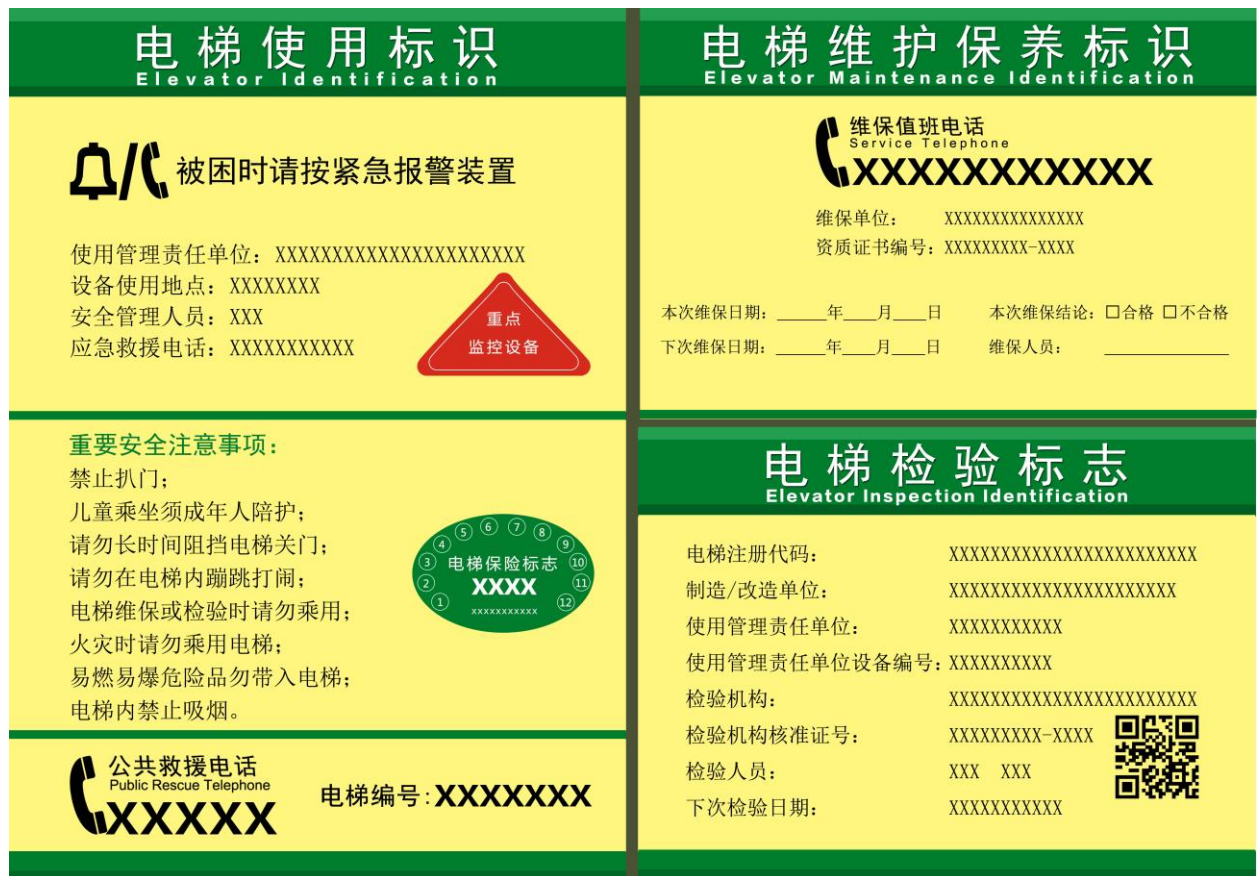 电梯使用标识
Elevator Identification
被困时请按紧急报警装置
使用管理责任单位：XXXXXXXXXXXXXXXXXXXXXX
设备使用地点：XXXXXXXX
安全管理人员：XXX
应急救援电话：XXXXXXXXXXX
重点
监控设备
重要安全注意事项：
禁止扒门；
儿童乘坐须成年人陪护；
请勿长时间阻挡电梯关门；
请勿在电梯内蹦跳打闹；
电梯维保或检验时请勿乘用；
火灾时请勿乘用电梯；
易燃易爆危险品勿带入电梯；
电梯内禁止吸烟。
① ② ③ ④ ⑤ ⑥ ⑦ ⑧ ⑨ ⑩ ⑪ ⑫
电梯保险标志
XXXX
XXXXXXXXXXX
公共救援电话
Public Rescue Telephone
XXXXX
电梯编号:XXXXXXX
电梯维护保养标识
Elevator Maintenance Identification
维保值班电话
Service Telephone
XXXXXXXXXXX
维保单位： XXXXXXXXXXXXXXX
资质证书编号：XXXXXXXXX-XXXX
本次维保日期：______年____月____日 本次维保结论：□合格 □不合格
下次维保日期：______年____月____日 维保人员： _______________
电梯检验标志
Elevator Inspection Identification
电梯注册代码： XXXXXXXXXXXXXXXXXXXXXXXX
制造/改造单位： XXXXXXXXXXXXXXXXXXXXXX
使用管理责任单位： XXXXXXXXXXX
使用管理责任单位设备编号：XXXXXXXXXX
检验机构： XXXXXXXXXXXXXXXXXXXXXXXX
检验机构核准证号： XXXXXXXXX-XXXX
检验人员： XXX XXX
下次检验日期： XXXXXXXXXXX